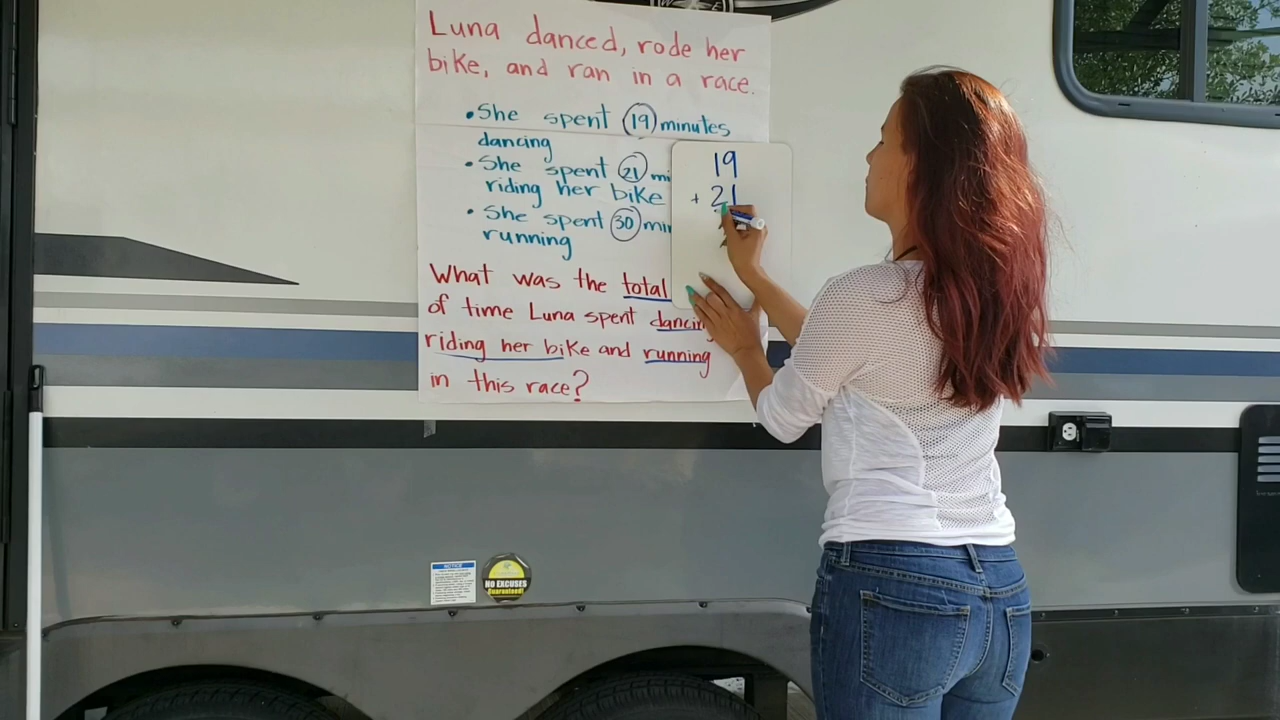 Luna danced, rode her
bike, and ran in a race.
•She spent 19 minutes
dancing
•She spent 21
riding her bike
•She spent 30
running
19
+ 21
What was the total
of time Luna spent
riding her bike and running
in this race?
NOTICE
NO EXCUSES
Guaranteed